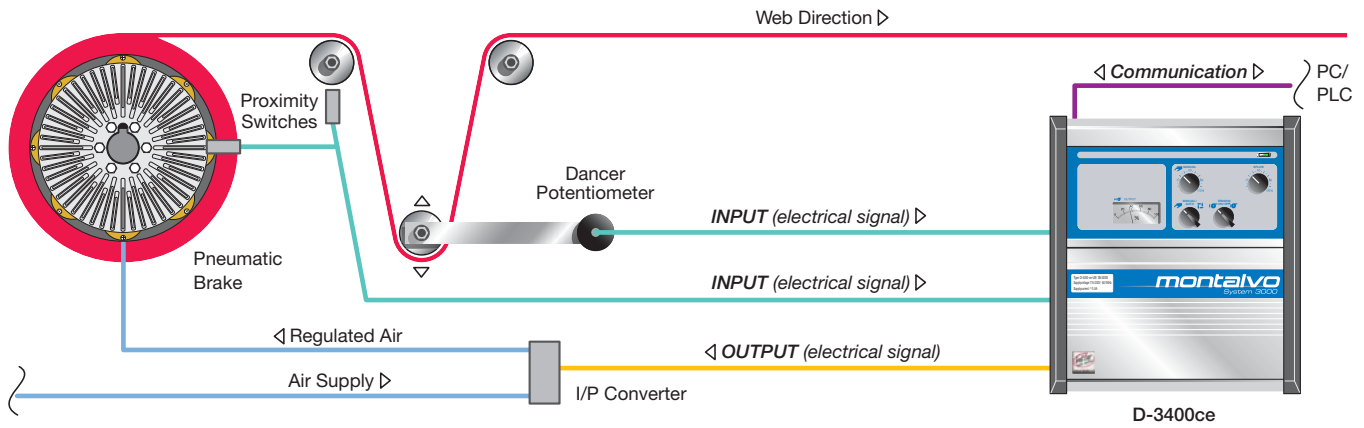 Web Direction ▷
◁ Communication ▷
PC/
PLC
Proximity
Switches
Dancer
Potentiometer
INPUT (electrical signal) ▷
Pneumatic
Brake
INPUT (electrical signal) ▷
montalvo
System 3000
◁ Regulated Air
◁ OUTPUT (electrical signal)
Air Supply ▷
I/P Converter
D-3400ce